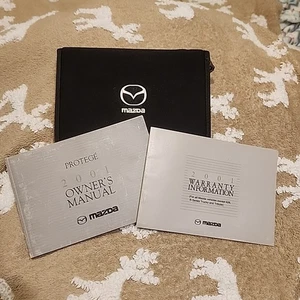 mazda
PROTEGÉ
2001
OWNER'S
MANUAL
mazda
2001
WARRANTY
INFORMATION
mazda